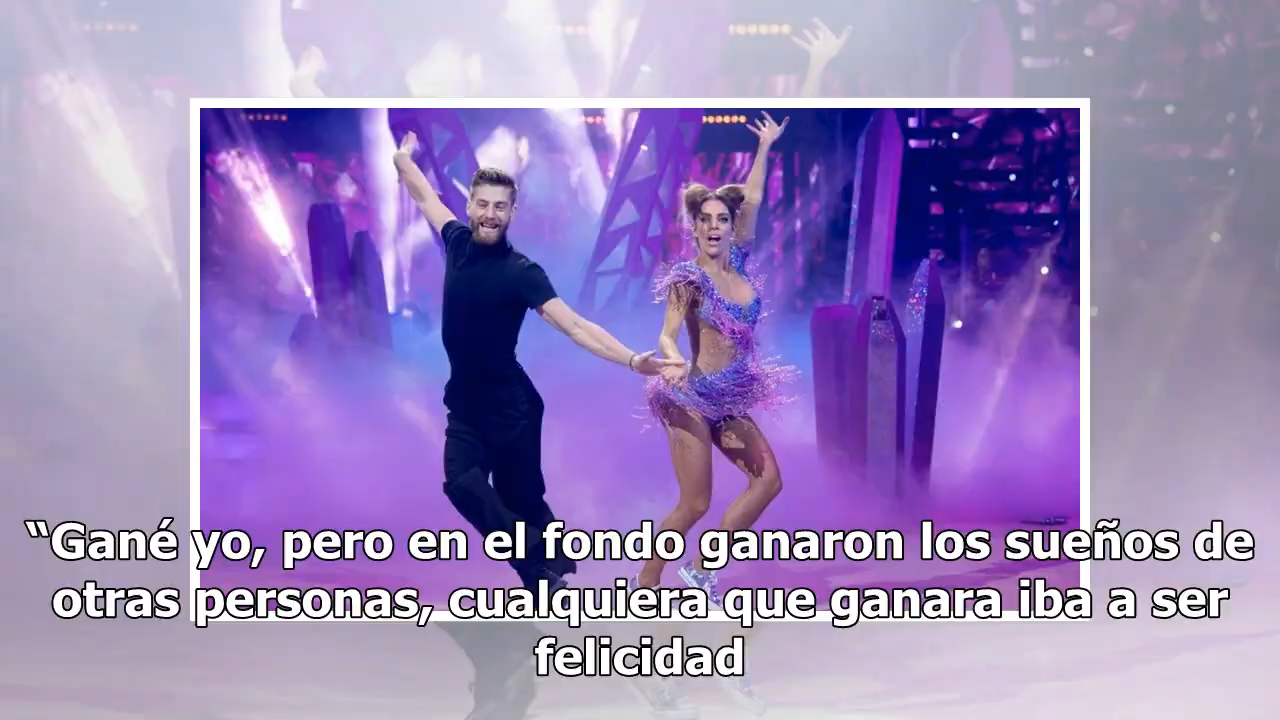 “Gané yo, pero en el fondo ganaron los sueños de
otras personas, cualquiera que ganara iba a ser
felicidad